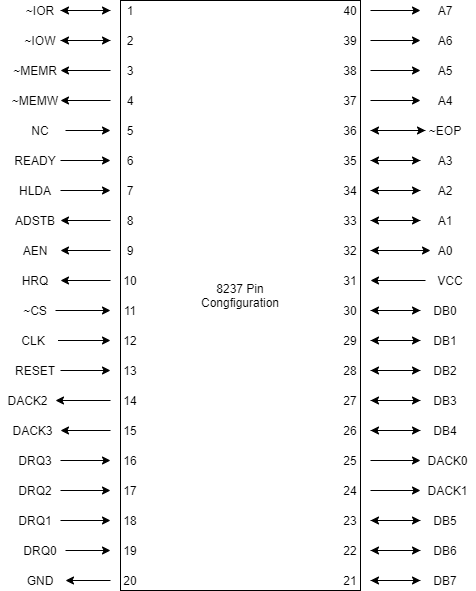 ~IOR 1 40 A7
~IOW 2 39 A6
~MEMR 3 38 A5
~MEMW 4 37 A4
NC 5 36 ~EOP
READY 6 35 A3
HLDA 7 34 A2
ADSTB 8 33 A1
AEN 9 32 A0
HRQ 10 31 VCC
8237 Pin
Congfiguration
~CS 11 30 DB0
CLK 12 29 DB1
RESET 13 28 DB2
DACK2 14 27 DB3
DACK3 15 26 DB4
DRQ3 16 25 DACK0
DRQ2 17 24 DACK1
DRQ1 18 23 DB5
DRQ0 19 22 DB6
GND 20 21 DB7